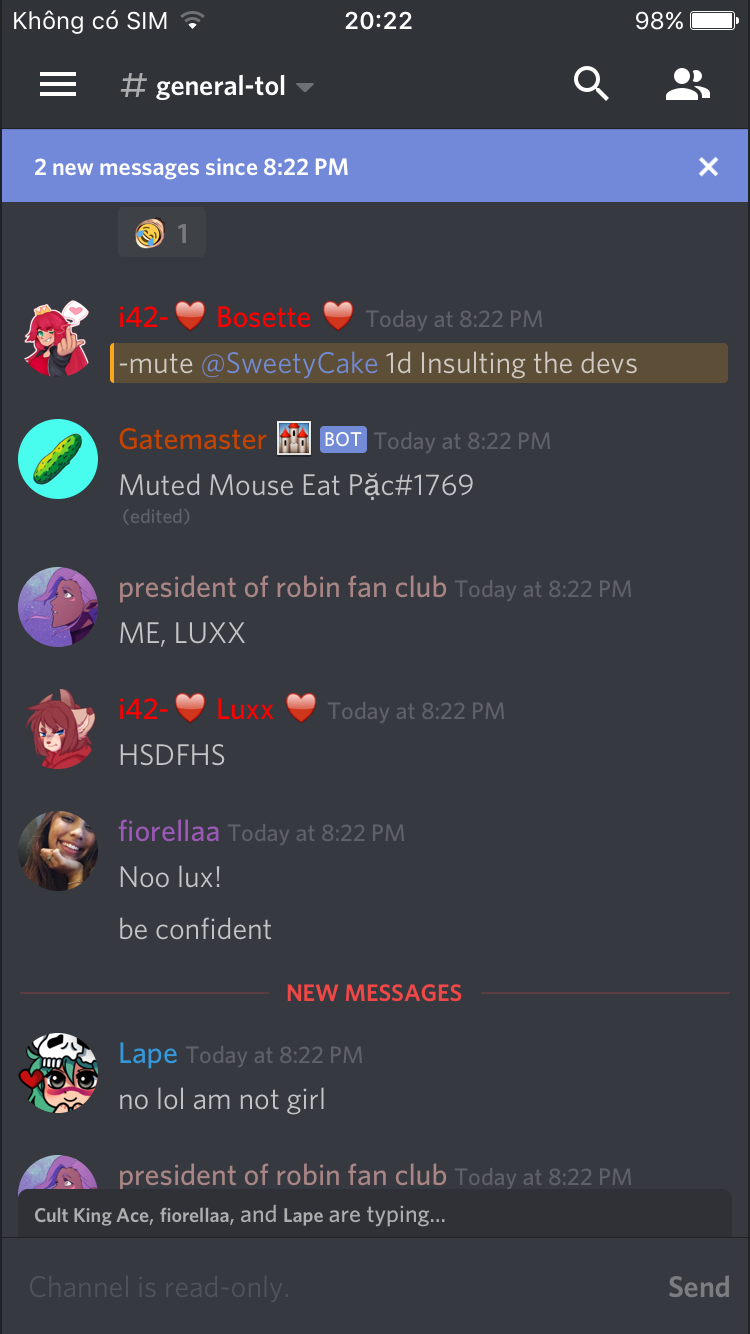 Không có SIM 20:22 98%
# general-tol
2 new messages since 8:22 PM
😂 1
i42-❤️ Bosette ❤️ Today at 8:22 PM
-mute @SweetyCake 1d Insulting the devs
Gatemaster 🏰 BOT Today at 8:22 PM
Muted Mouse Eat Pặc#1769
(edited)
president of robin fan club Today at 8:22 PM
ME, LUXX
i42-❤️ Luxx ❤️ Today at 8:22 PM
HSDFHS
fiorellaa Today at 8:22 PM
Noo lux!
be confident
NEW MESSAGES
Lape Today at 8:22 PM
no lol am not girl
president of robin fan club Today at 8:22 PM
Cult King Ace, fiorellaa, and Lape are typing...
Channel is read-only. Send